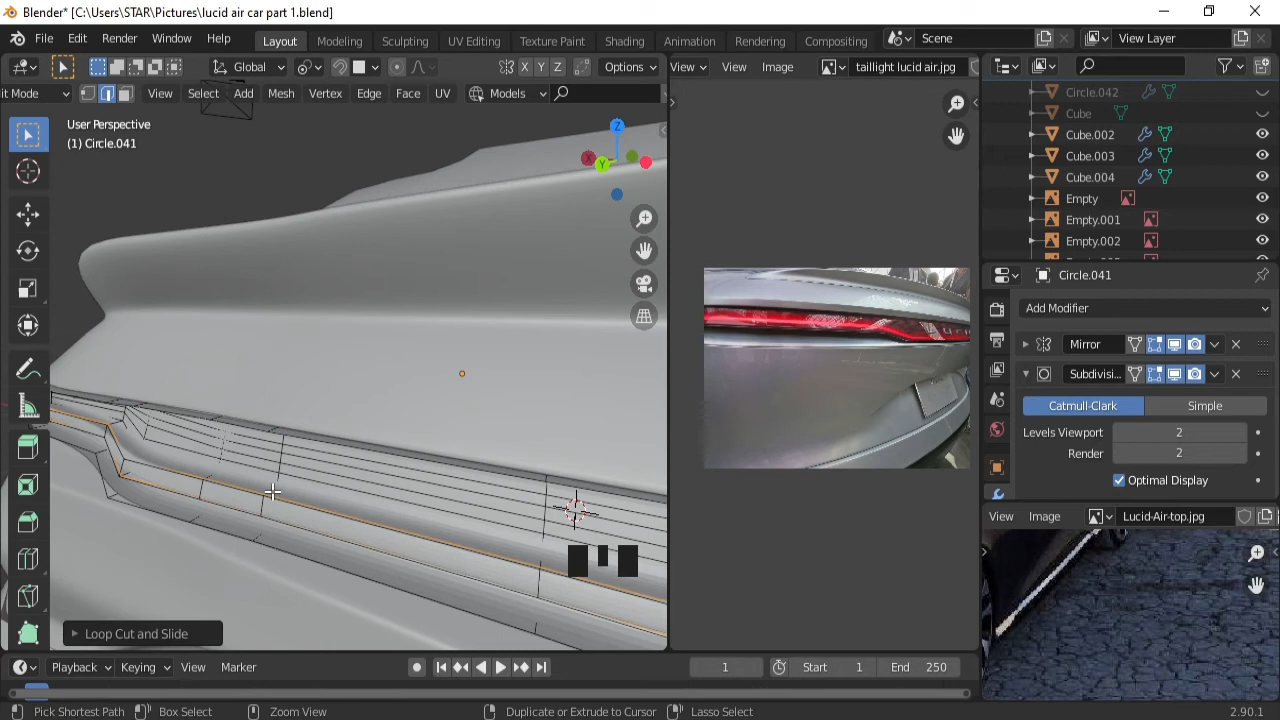 Blender* [C:\Users\STAR\Pictures\lucid air car part 1.blend]
File Edit Render Window Help
Layout Modeling Sculpting UV Editing Texture Paint Shading Animation Rendering Compositing
Scene View Layer
Global Options
X Y Z
View View Image taillight lucid air.jpg
it Mode View Select Add Mesh Vertex Edge Face UV Models
User Perspective
(1) Circle.041
Z
X
Y
Circle.042
Cube
Cube.002
Cube.003
Cube.004
Empty
Empty.001
Empty.002
Circle.041
Add Modifier
Mirror
Subdivisi...
Catmull-Clark Simple
Levels Viewport 2
Render 2
Optimal Display
View Image Lucid-Air-top.jpg
Loop Cut and Slide
Playback Keying View Marker
1 Start 1 End 250
Pick Shortest Path Box Select Zoom View Duplicate or Extrude to Cursor Lasso Select 2.90.1